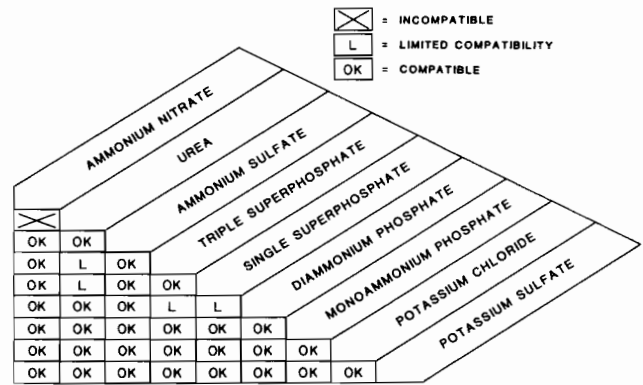 = INCOMPATIBLE
L = LIMITED COMPATIBILITY
OK = COMPATIBLE
AMMONIUM NITRATE
UREA
AMMONIUM SULFATE
TRIPLE SUPERPHOSPHATE
SINGLE SUPERPHOSPHATE
DIAMMONIUM PHOSPHATE
MONOAMMONIUM PHOSPHATE
POTASSIUM CHLORIDE
POTASSIUM SULFATE
OK OK
OK L OK
OK L OK OK
OK OK OK L L
OK OK OK OK OK OK
OK OK OK OK OK OK OK
OK OK OK OK OK OK OK OK